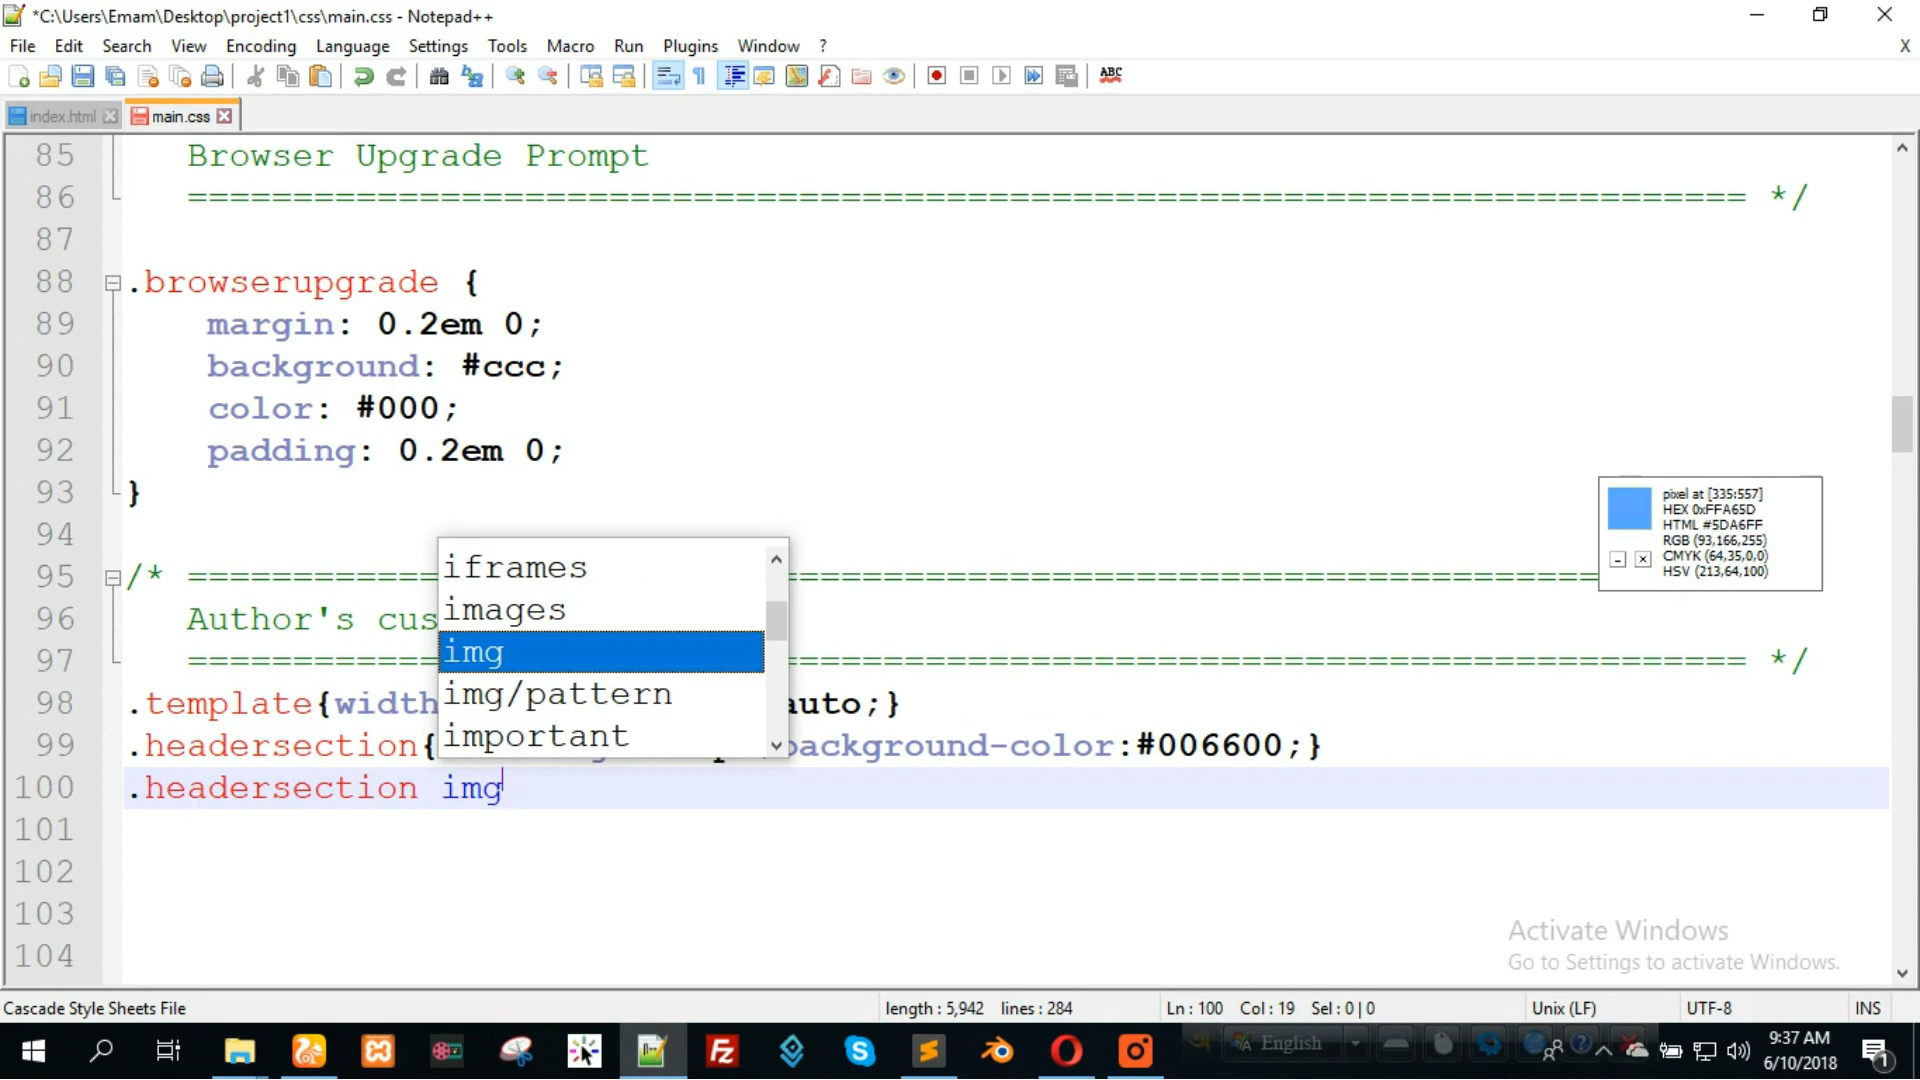 *C:\Users\Emam\Desktop\project1\css\main.css - Notepad++
File Edit Search View Encoding Language Settings Tools Macro Run Plugins Window ? X
ABC
index.html main.css
85 Browser Upgrade Prompt
86 ========================================================================== */
87
88 .browserupgrade {
89 margin: 0.2em 0;
90 background: #ccc;
91 color: #000;
92 padding: 0.2em 0;
93 }
94
pixel at [335:557]
HEX 0xFFA65D
HTML #5DA6FF
RGB (93,166,255)
CMYK (64,35,0,0)
HSV (213,64,100)
iframes
images
img
img/pattern
important
95 /* ============
96 Author's cus
97 ============ */
98 .template{width auto;}
99 .headersection{ background-color:#006600;}
100 .headersection img
101
102
103
104
Activate Windows
Go to Settings to activate Windows.
Cascade Style Sheets File length : 5,942 lines : 284 Ln : 100 Col : 19 Sel : 0 | 0 Unix (LF) UTF-8 INS
English
9:37 AM
6/10/2018
1